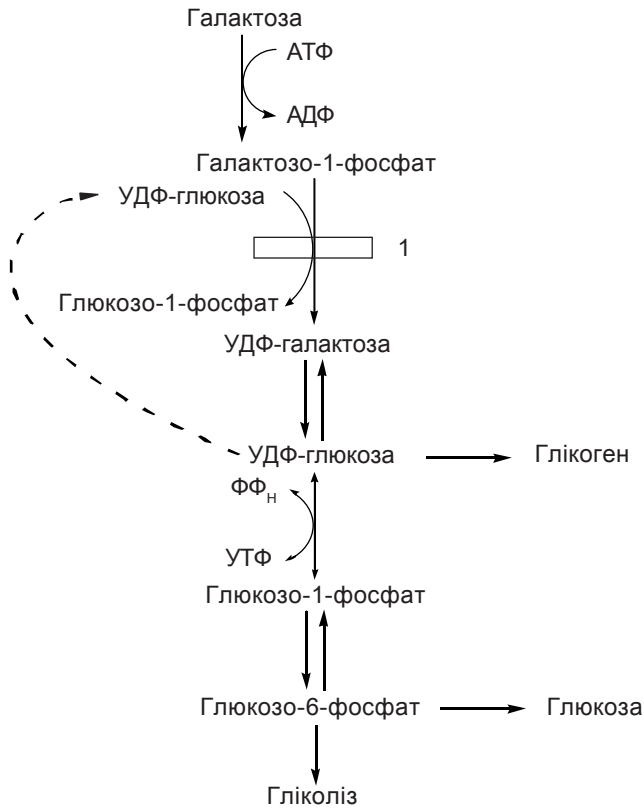 Галактоза
АТФ
АДФ
Галактозо-1-фосфат
УДФ-глюкоза
1
Глюкозо-1-фосфат
УДФ-галактоза
УДФ-глюкоза
Глікоген
ФФн
УТФ
Глюкозо-1-фосфат
Глюкозо-6-фосфат
Глюкоза
Гліколіз